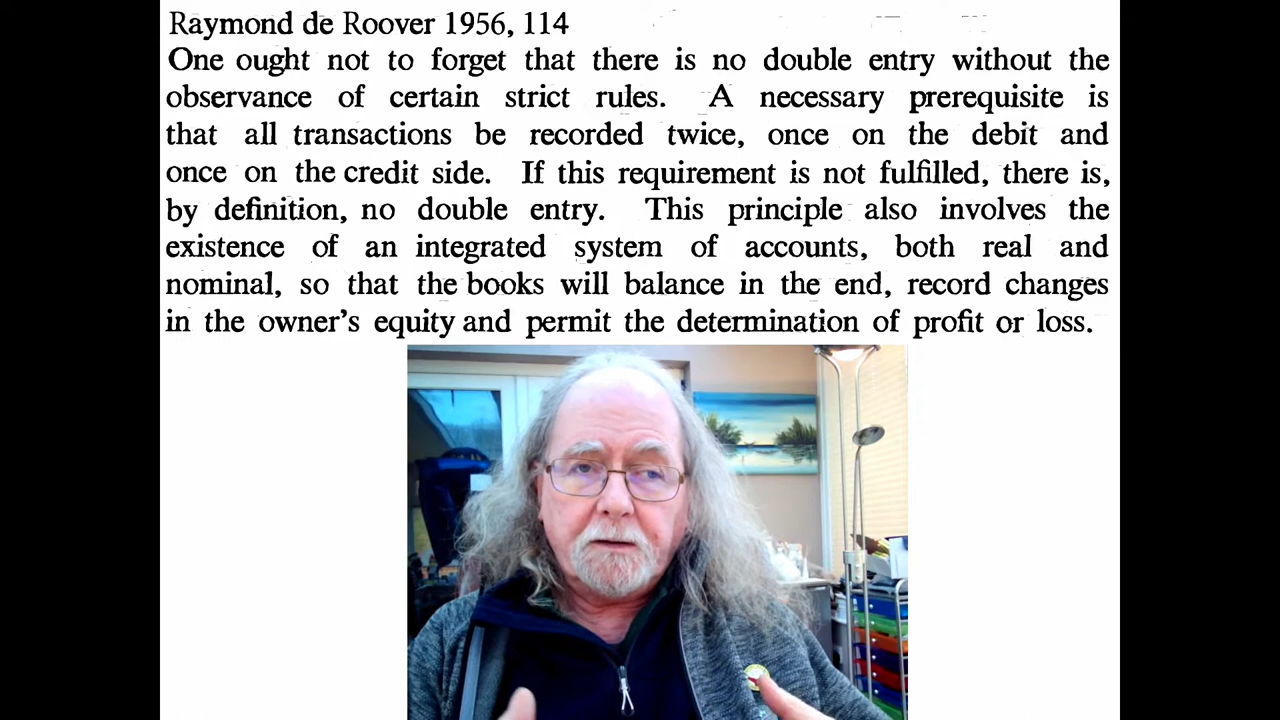 Raymond de Roover 1956, 114
One ought not to forget that there is no double entry without the
observance of certain strict rules. A necessary prerequisite is
that all transactions be recorded twice, once on the debit and
once on the credit side. If this requirement is not fulfilled, there is,
by definition, no double entry. This principle also involves the
existence of an integrated system of accounts, both real and
nominal, so that the books will balance in the end, record changes
in the owner's equity and permit the determination of profit or loss.